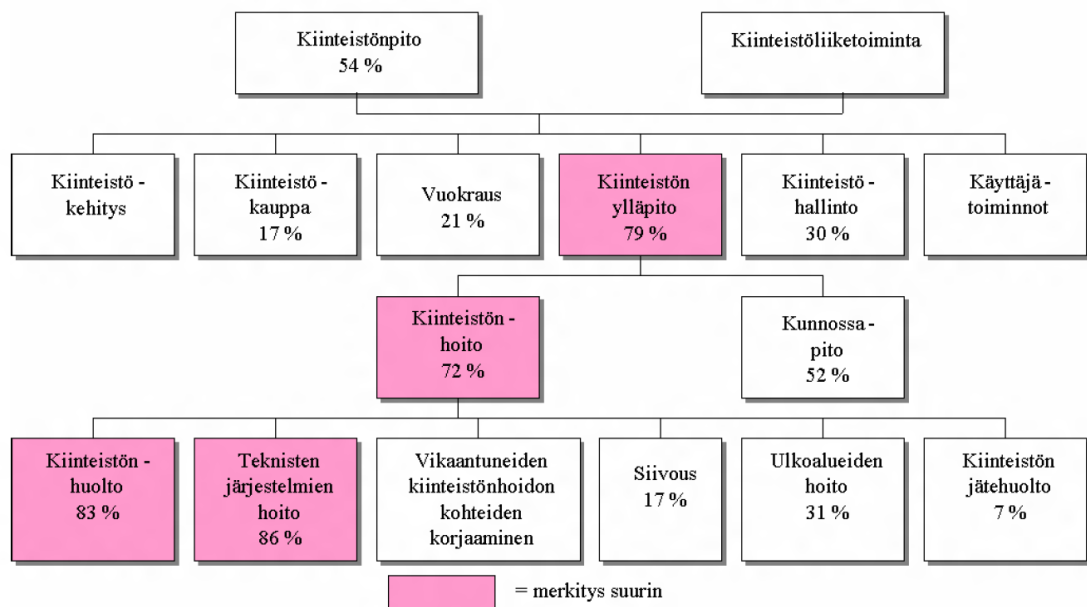 Kiinteistönpito
54 %
Kiinteistöliiketoiminta
Kiinteistö -
kehitys
Kiinteistö -
kauppa
17 %
Vuokraus
21 %
Kiinteistön
ylläpito
79 %
Kiinteistö -
hallinto
30 %
Käyttäjä -
toiminnot
Kiinteistön -
hoito
72 %
Kunnossa -
pito
52 %
Kiinteistön -
huolto
83 %
Teknisten
järjestelmien
hoito
86 %
Vikaantuneiden
kiinteistönhoidon
kohteiden
korjaaminen
Siivous
17 %
Ulkoalueiden
hoito
31 %
Kiinteistön
jätehuolto
7 %
= merkitys suurin